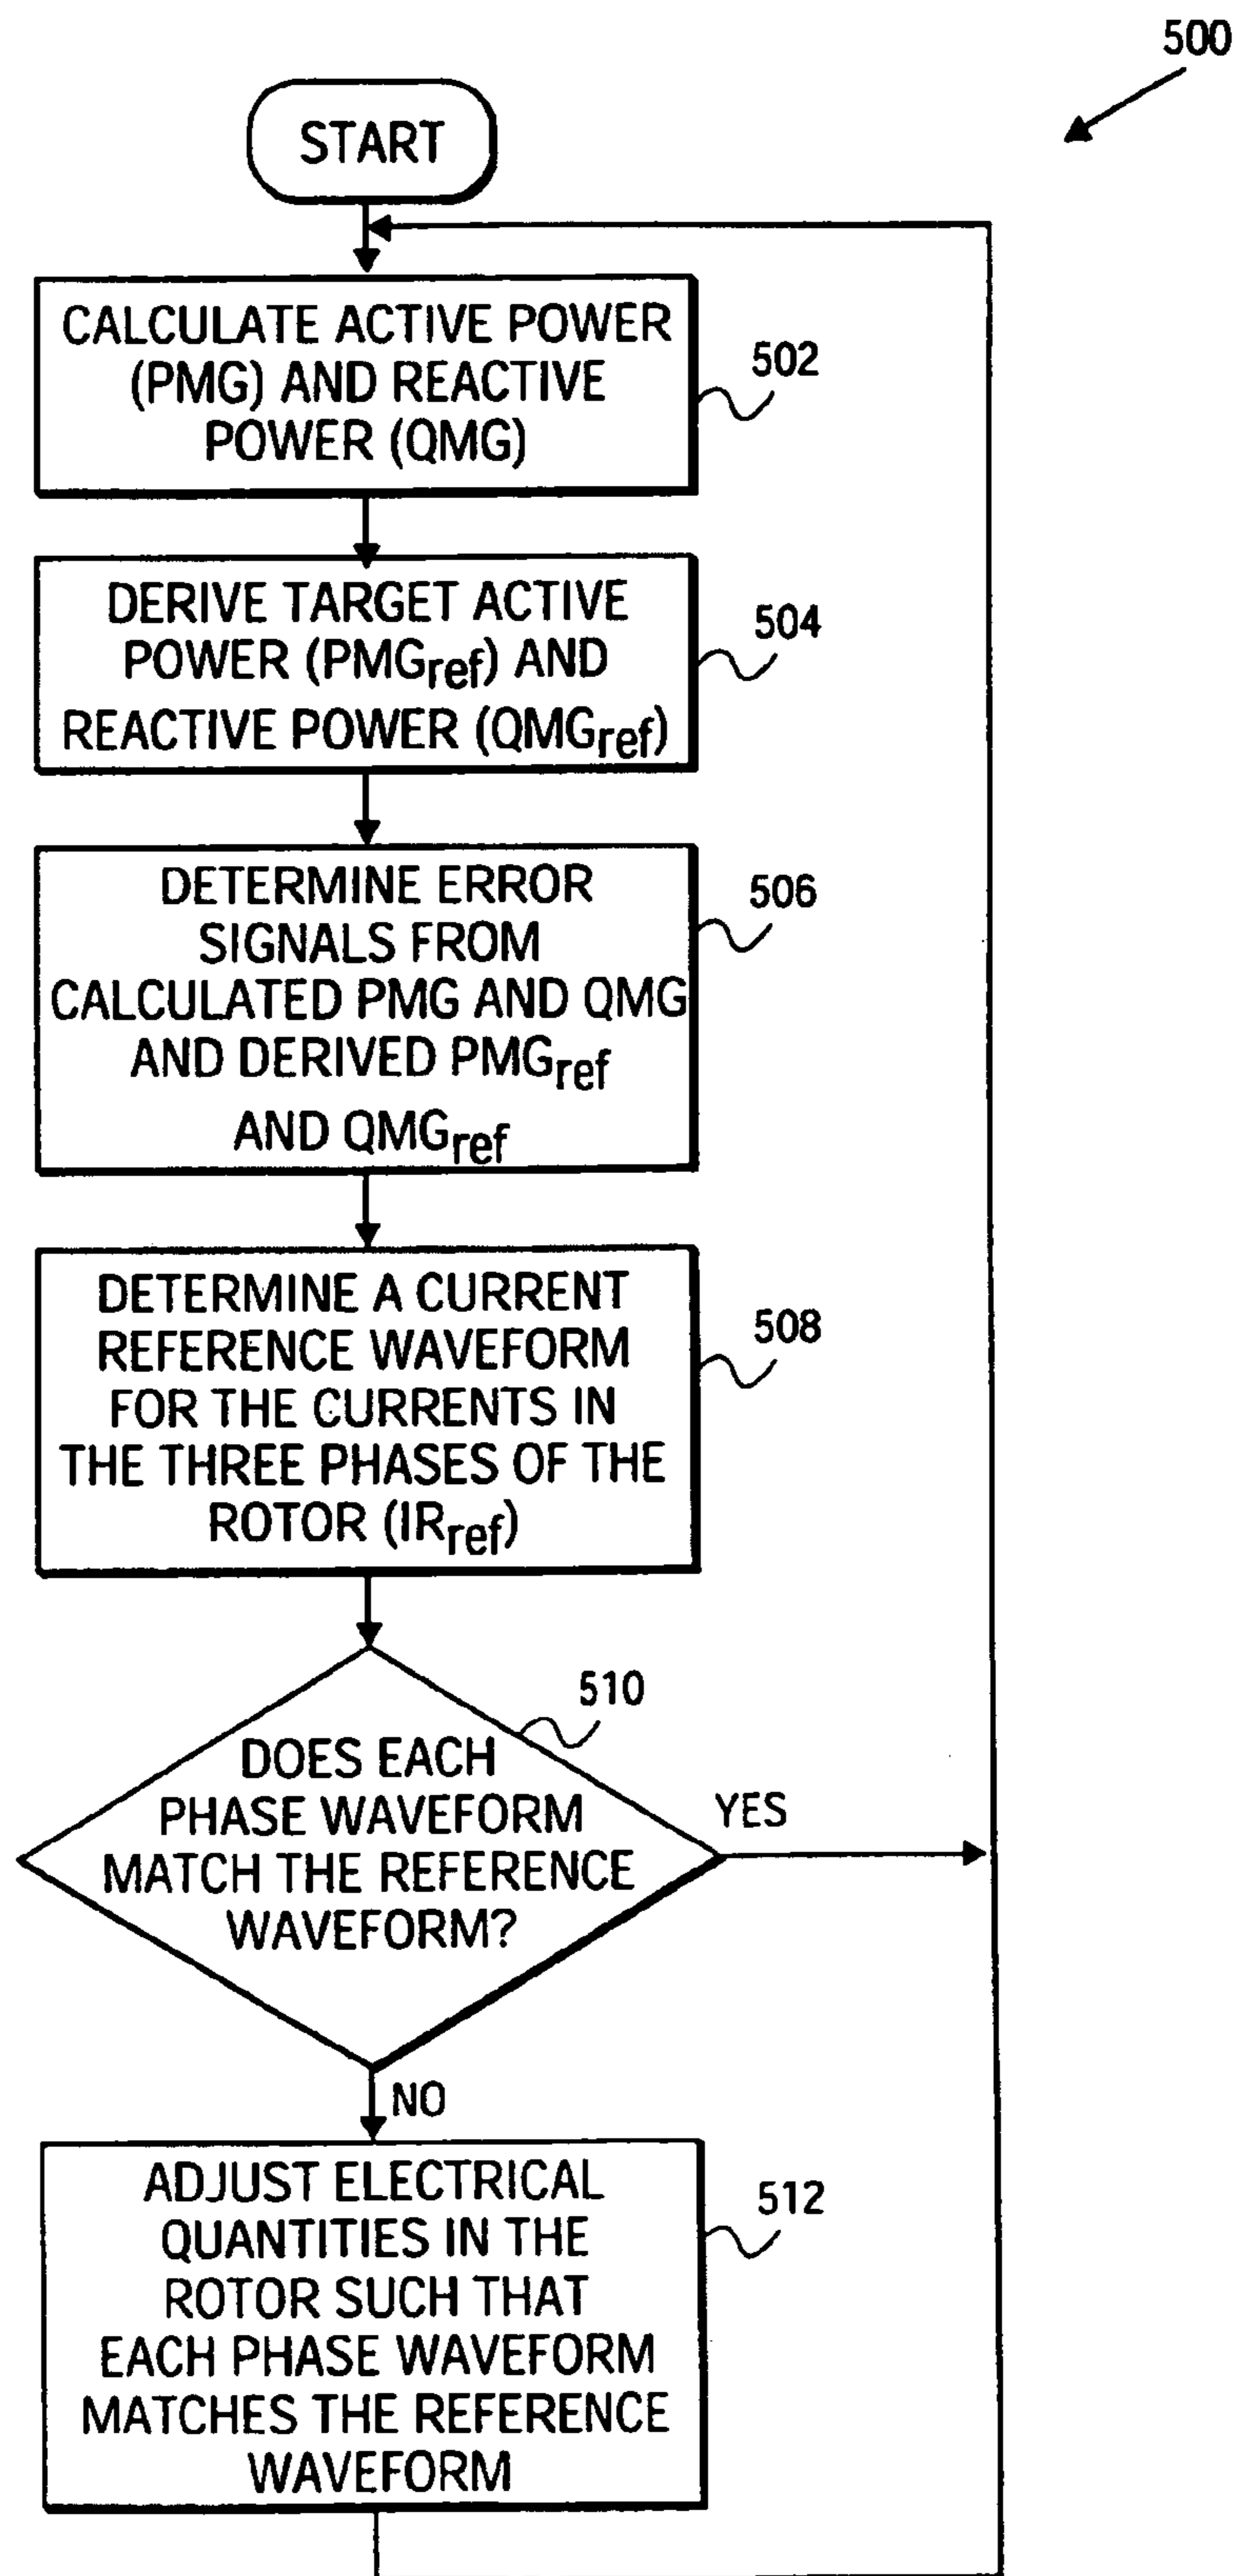 500
START
CALCULATE ACTIVE POWER
(PMG) AND REACTIVE
POWER (QMG)
502
DERIVE TARGET ACTIVE
POWER (PMGref) AND
REACTIVE POWER (QMGref)
504
DETERMINE ERROR
SIGNALS FROM
CALCULATED PMG AND QMG
AND DERIVED PMGref
AND QMGref
506
DETERMINE A CURRENT
REFERENCE WAVEFORM
FOR THE CURRENTS IN
THE THREE PHASES OF THE
ROTOR (IRref)
508
510
DOES EACH
PHASE WAVEFORM
MATCH THE REFERENCE
WAVEFORM?
YES
NO
ADJUST ELECTRICAL
QUANTITIES IN THE
ROTOR SUCH THAT
EACH PHASE WAVEFORM
MATCHES THE REFERENCE
WAVEFORM
512